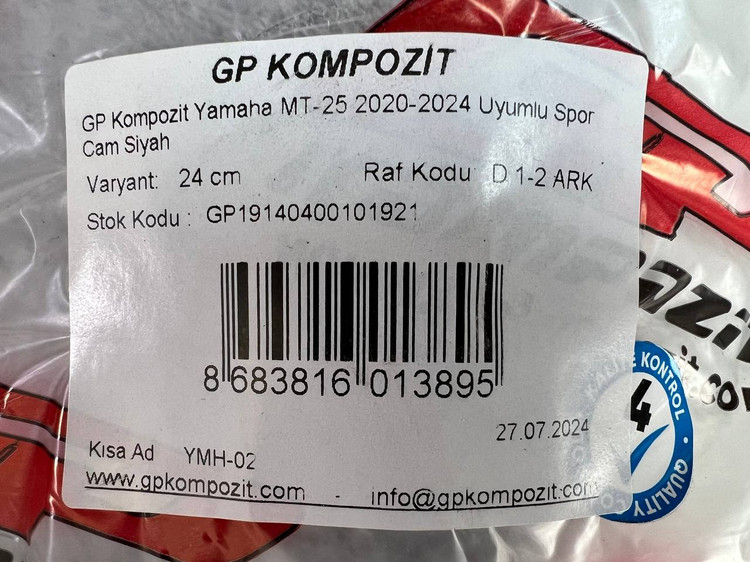 GP KOMPOZİT
GP Kompozit Yamaha MT-25 2020-2024 Uyumlu Spor
Cam Siyah
Varyant: 24 cm Raf Kodu D 1-2 ARK
Stok Kodu : GP19140400101921
8 683816 013895
27.07.2024
Kısa Ad YMH-02
www.gpkompozit.com - info@gpkompozit.com
KONTROL
4
QUALITY